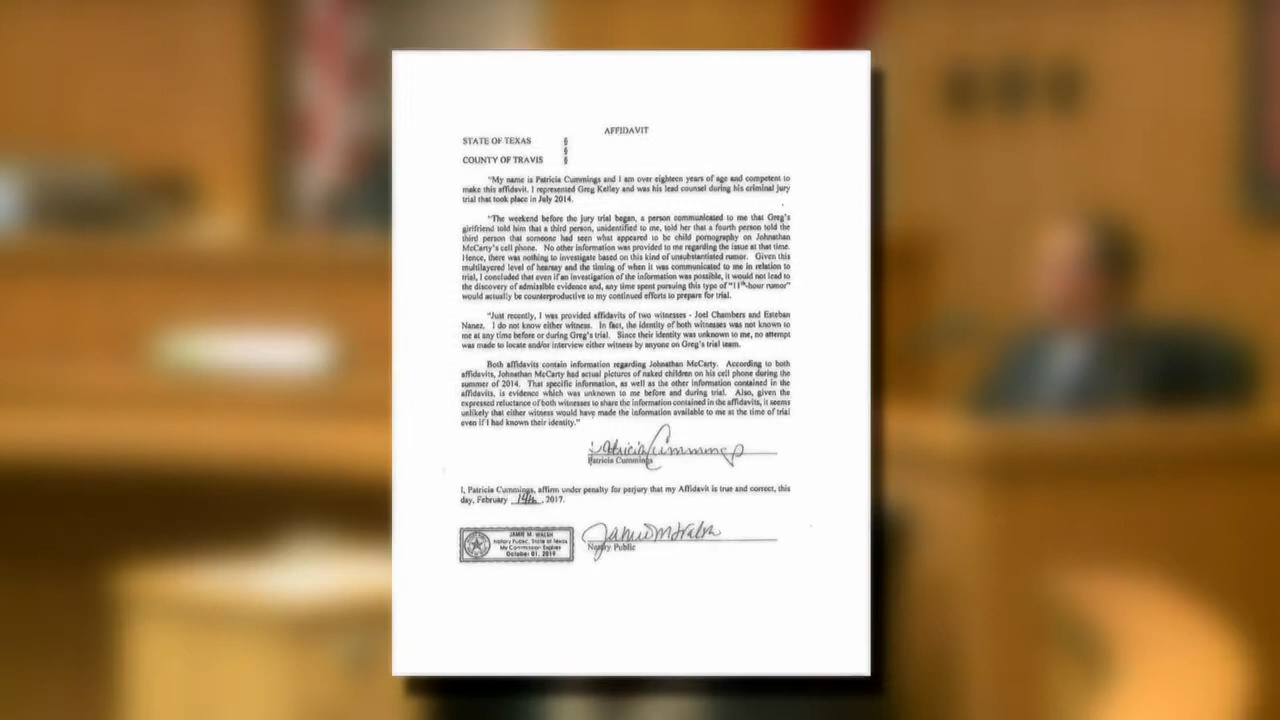 AFFIDAVIT
STATE OF TEXAS §
§
COUNTY OF TRAVIS §
"My name is Patricia Cummings and I am over eighteen years of age and competent to
make this affidavit. I represented Greg Kelley and was his lead counsel during his criminal jury
trial that took place in July 2014.
"The weekend before the jury trial began, a person communicated to me that Greg's
girlfriend told him that a third person, unidentified to me, told her that a fourth person told the
third person that someone had seen what appeared to be child pornography on Johnathan
McCarty's cell phone. No other information was provided to me regarding the issue at that time.
Hence, there was nothing to investigate based on this kind of unsubstantiated rumor. Given this
multilayered level of hearsay and the timing of when it was communicated to me in relation to
trial, I concluded that even if an investigation of the information was possible, it would not lead to
the discovery of admissible evidence and, any time spent pursuing this type of "11th-hour rumor"
would actually be counterproductive to my continued efforts to prepare for trial.
"Just recently, I was provided affidavits of two witnesses - Joel Chambers and Esteban
Nanez. I do not know either witness. In fact, the identity of both witnesses was not known to
me at any time before or during Greg's trial. Since their identity was unknown to me, no attempt
was made to locate and/or interview either witness by anyone on Greg's trial team.
Both affidavits contain information regarding Johnathan McCarty. According to both
affidavits, Johnathan McCarty had actual pictures of naked children on his cell phone during the
summer of 2014. That specific information, as well as the other information contained in the
affidavits, is evidence which was unknown to me before and during trial. Also, given the
expressed reluctance of both witnesses to share the information contained in the affidavits, it seems
unlikely that either witness would have made the information available to me at the time of trial
even if I had known their identity."
Patricia Cummings
Patricia Cummings
I, Patricia Cummings, affirm under penalty for perjury that my Affidavit is true and correct, this
day, February 14th, 2017.
JAMIE M. WALSH
Notary Public, State of Texas
My Commission Expires
October 01, 2019
Jamie M Walsh
Notary Public